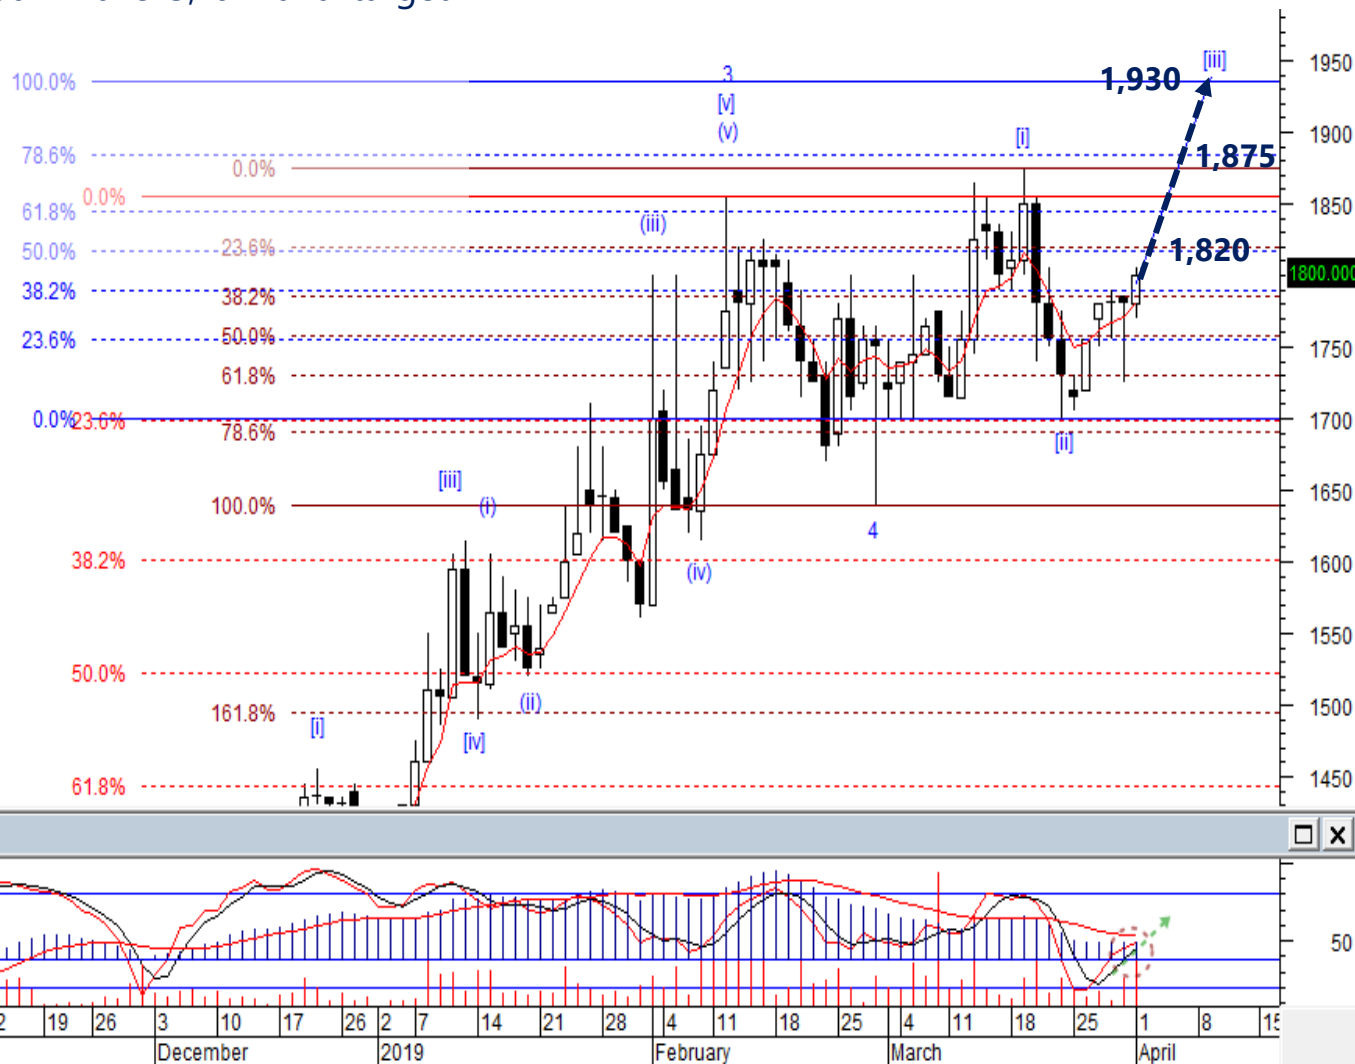 1950
[iii]
1,930
100.0%
3
[v]
(v)
1900
[i]
78.6%
1,875
0.0%
0.0%
1850
61.8%
(iii)
23.6%
50.0%
1,820
1800.000
38.2%
38.2%
50.0%
23.6%
1750
61.8%
0.0%
23.6%
1700
78.6%
[ii]
[iii]
(i)
1650
100.0%
4
38.2%
(iv)
1600
1550
50.0%
(ii)
161.8%
1500
[i]
[iv]
61.8%
1450
50
19 26 3 10 17 26 2 7 14 21 28 4 11 18 25 4 11 18 25 1 8 15
December 2019 February March April